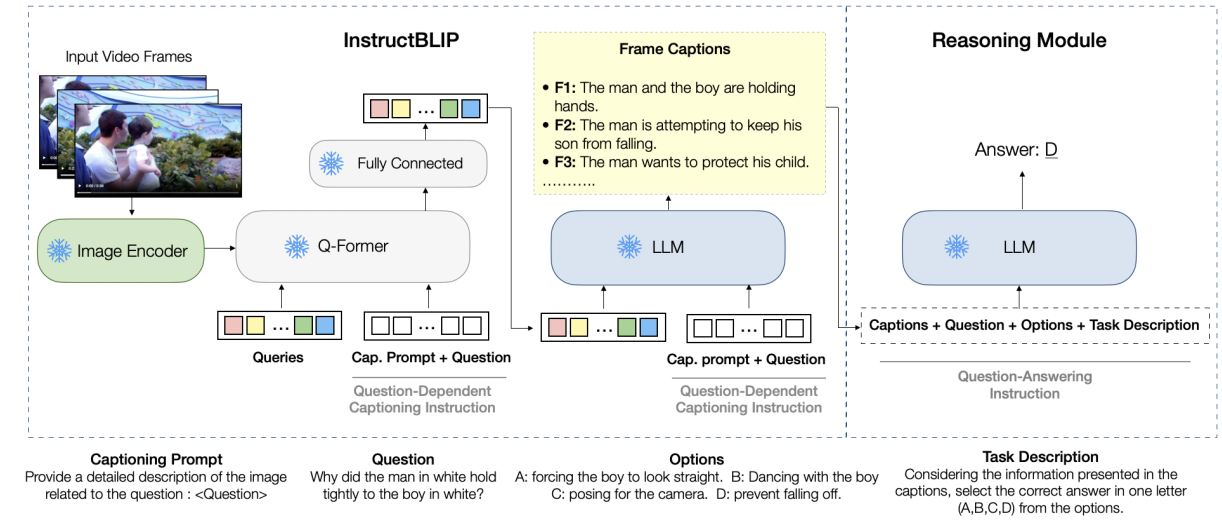 Input Video Frames
InstructBLIP
Fully Connected
Image Encoder
Q-Former
...
Queries
...
Cap. Prompt + Question
Question-Dependent
Captioning Instruction
...
Frame Captions
• F1: The man and the boy are holding
hands.
• F2: The man is attempting to keep his
son from falling.
• F3: The man wants to protect his child.
...........
LLM
...
...
Cap. prompt + Question
Question-Dependent
Captioning Instruction
Reasoning Module
Answer: D
LLM
Captions + Question + Options + Task Description
Question-Answering
Instruction
Captioning Prompt
Provide a detailed description of the image
related to the question : <Question>
Question
Why did the man in white hold
tightly to the boy in white?
Options
A: forcing the boy to look straight. B: Dancing with the boy
C: posing for the camera. D: prevent falling off.
Task Description
Considering the information presented in the
captions, select the correct answer in one letter
(A,B,C,D) from the options.